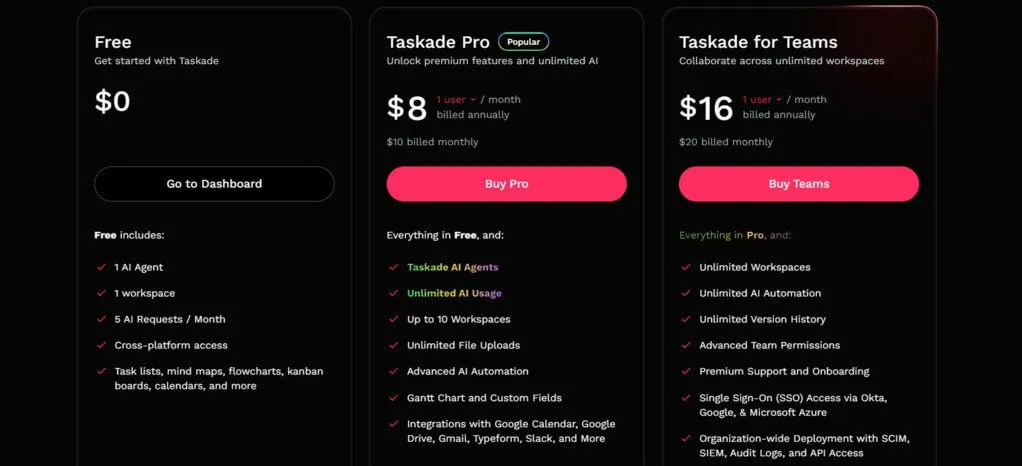 Free
Get started with Taskade
$0
Go to Dashboard
Free includes:
1 AI Agent
1 workspace
5 AI Requests / Month
Cross-platform access
Task lists, mind maps, flowcharts, kanban
boards, calendars, and more
Taskade Pro Popular
Unlock premium features and unlimited AI
$8 1 user / month
billed annually
$10 billed monthly
Buy Pro
Everything in Free, and:
Taskade AI Agents
Unlimited AI Usage
Up to 10 Workspaces
Unlimited File Uploads
Advanced AI Automation
Gantt Chart and Custom Fields
Integrations with Google Calendar, Google
Drive, Gmail, Typeform, Slack, and More
Taskade for Teams
Collaborate across unlimited workspaces
$16 1 user / month
billed annually
$20 billed monthly
Buy Teams
Everything in Pro, and:
Unlimited Workspaces
Unlimited AI Automation
Unlimited Version History
Advanced Team Permissions
Premium Support and Onboarding
Single Sign-On (SSO) Access via Okta,
Google, & Microsoft Azure
Organization-wide Deployment with SCIM,
SIEM, Audit Logs, and API Access